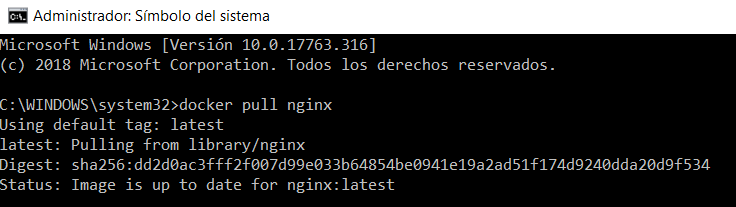 Administrador: Símbolo del sistema
Microsoft Windows [Versión 10.0.17763.316]
(c) 2018 Microsoft Corporation. Todos los derechos reservados.
C:\WINDOWS\system32>docker pull nginx
Using default tag: latest
latest: Pulling from library/nginx
Digest: sha256:dd2d0ac3fff2f007d99e033b64854be0941e19a2ad51f174d9240dda20d9f534
Status: Image is up to date for nginx:latest